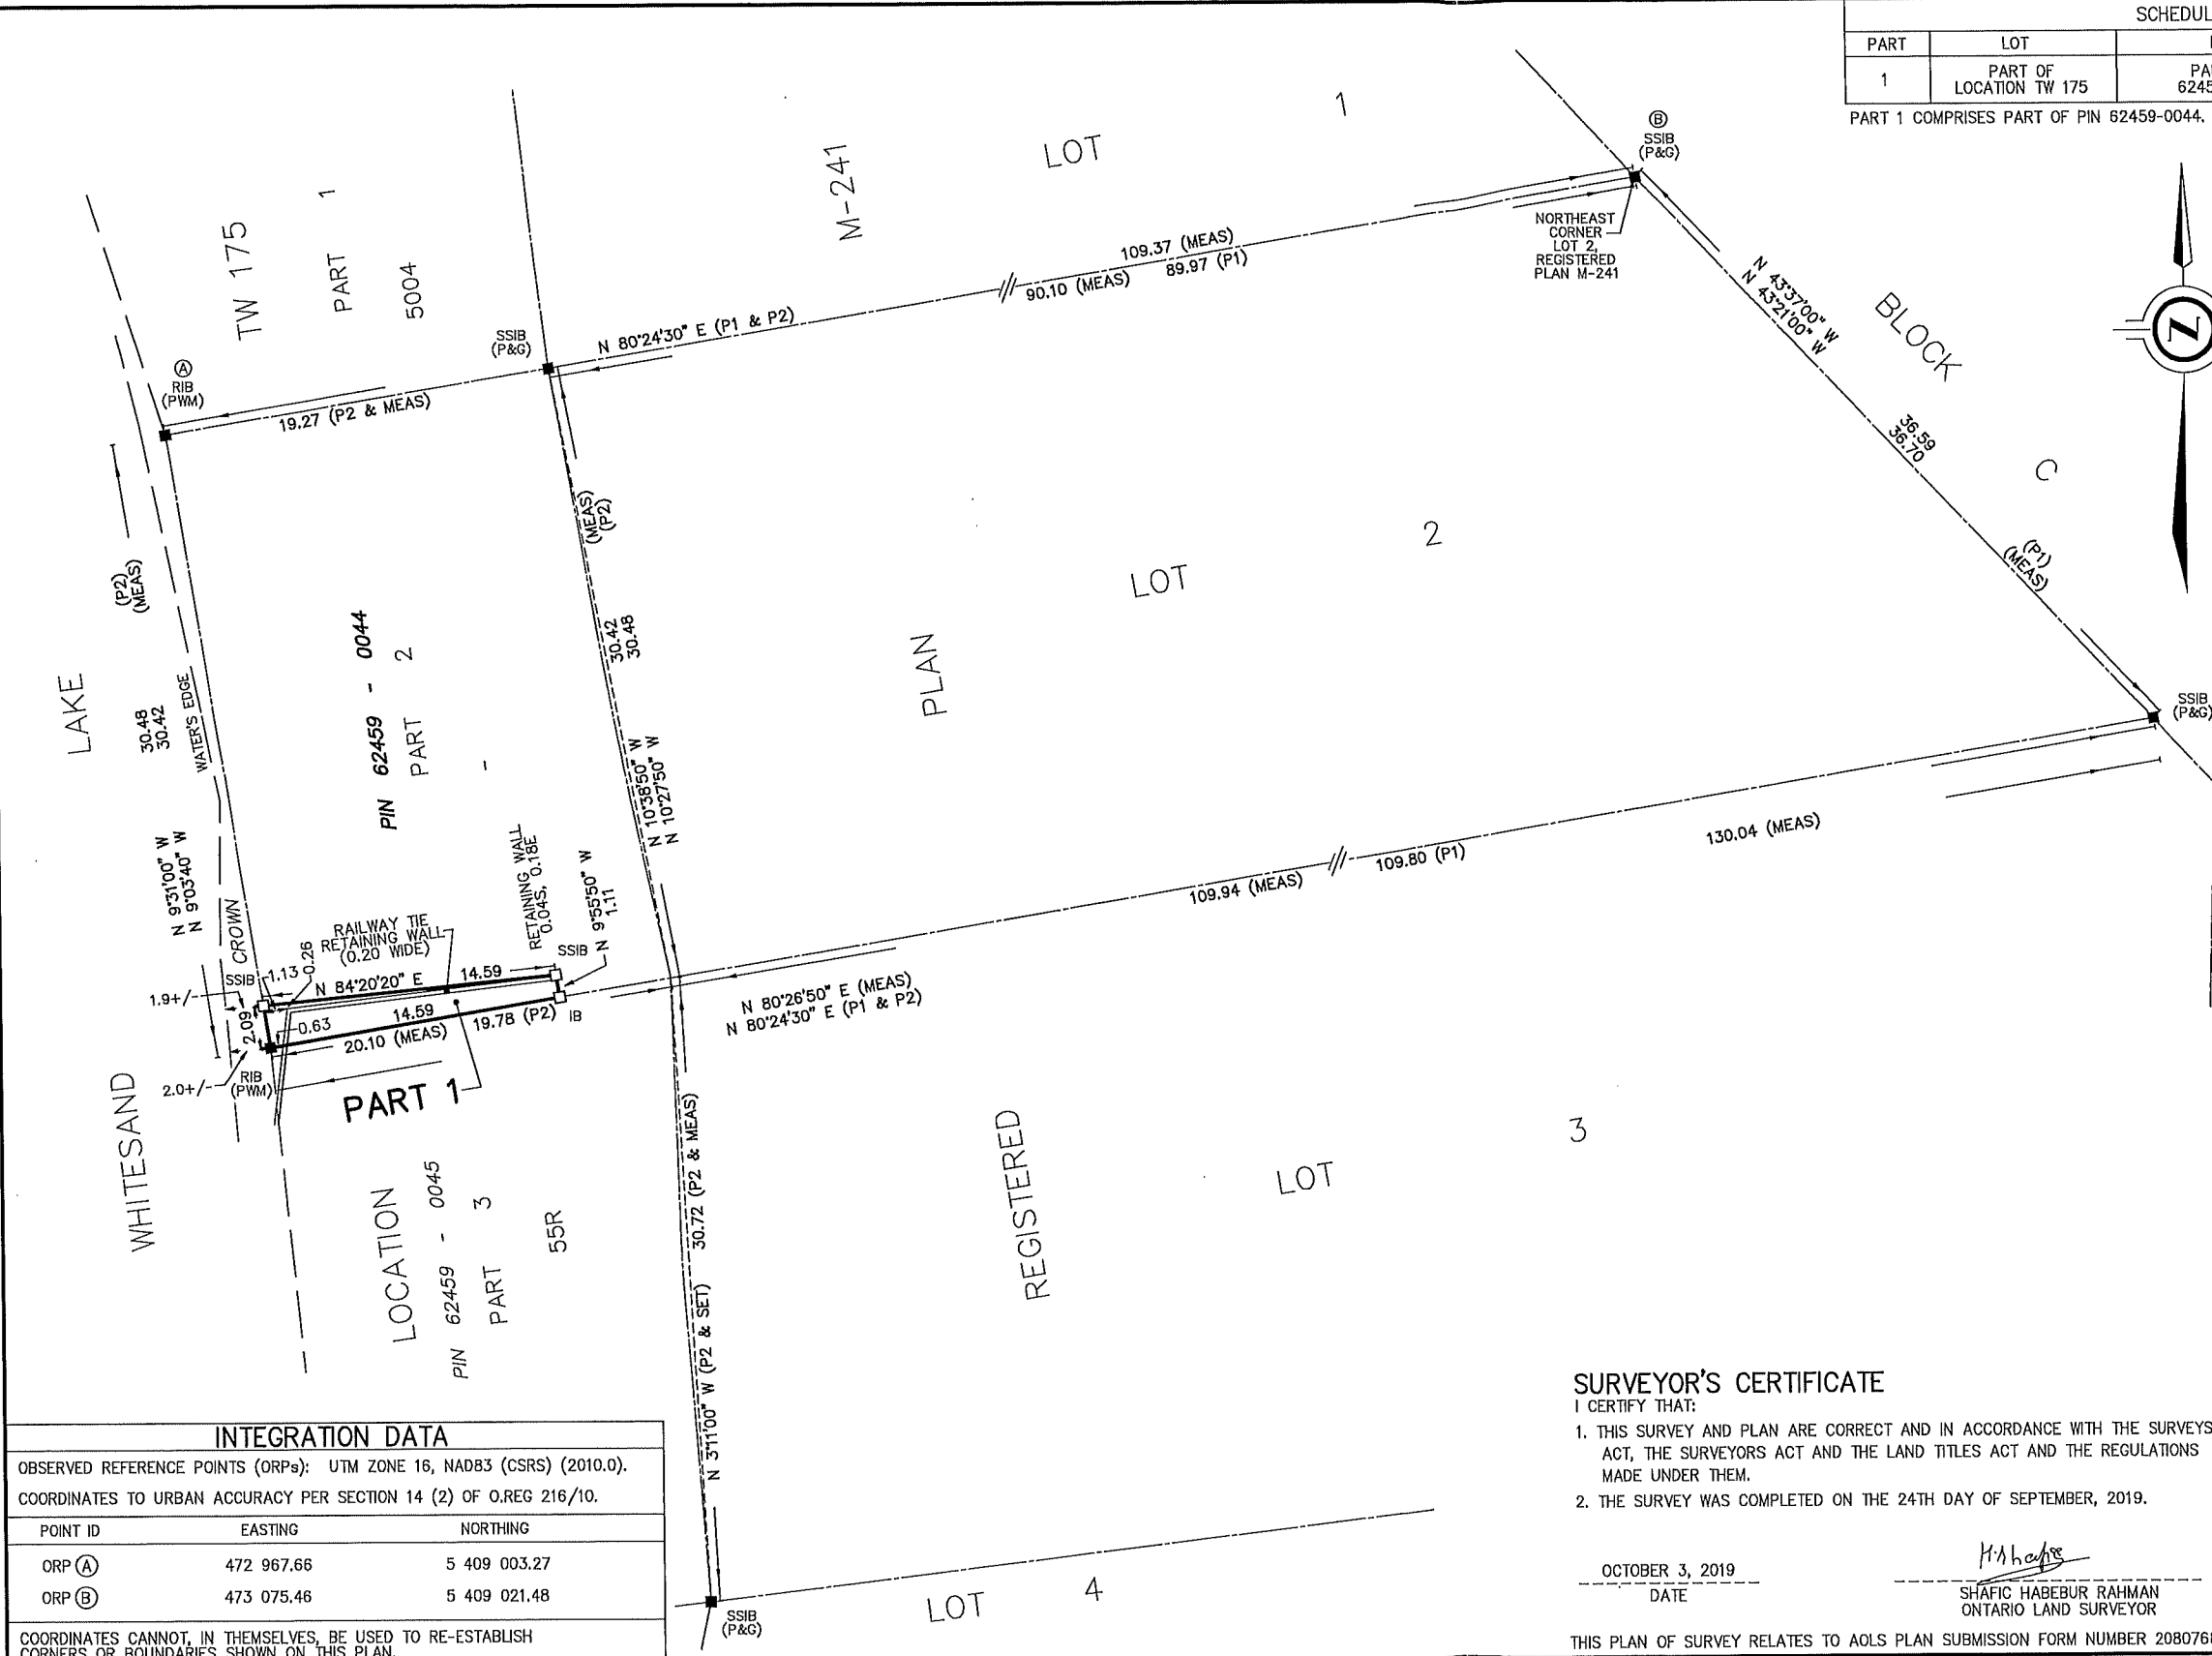 SCHEDUL
PART LOT
1 PART OF LOCATION TW 175
PA
6245
PART 1 COMPRISES PART OF PIN 62459-0044.
1
LOT
M-241
Ⓑ
SSIB
(P&G)
TW 175
PART 1
5004
NORTHEAST
CORNER
LOT 2,
REGISTERED
PLAN M-241
109.37 (MEAS)
90.10 (MEAS) 89.97 (P1)
N 80°24'30" E (P1 & P2)
SSIB
(P&G)
N 43°37'00" W
N 43°21'00" W
BLOCK
C
N
Ⓐ
RIB
(PWM)
19.27 (P2 & MEAS)
36.59
36.70
(P1)
(MEAS)
(MEAS)
(P2)
2
LOT
(P2)
(MEAS)
30.42
30.48
PIN 62459 - 0044
PART 2
-
PLAN
LAKE
30.48
30.42
WATER'S EDGE
SSIB
(P&G)
N 10°38'50" W
N 10°27'50" W
130.04 (MEAS)
109.94 (MEAS) 109.80 (P1)
N 9°31'00" W
N 9°03'40" W
CROWN
RAILWAY TIE
RETAINING WALL
(0.20 WIDE)
RETAINING WALL
0.04S, 0.18E
N 9°55'50" W
1.11
SSIB
SSIB
1.13
0.26
N 84°20'20" E 14.59
1.9+/-
2.09
0.63
14.59
19.78 (P2) IB
20.10 (MEAS)
2.0+/-
RIB
(PWM)
PART 1
N 80°26'50" E (MEAS)
N 80°24'30" E (P1 & P2)
WHITESAND
30.72 (P2 & MEAS)
N 3°11'00" W (P2 & SET)
LOCATION
PIN 62459 - 0045
PART 3
55R
REGISTERED
LOT
3
LOT 4
SSIB
(P&G)
INTEGRATION DATA
OBSERVED REFERENCE POINTS (ORPs): UTM ZONE 16, NAD83 (CSRS) (2010.0).
COORDINATES TO URBAN ACCURACY PER SECTION 14 (2) OF O.REG 216/10.
POINT ID EASTING NORTHING
ORP Ⓐ 472 967.66 5 409 003.27
ORP Ⓑ 473 075.46 5 409 021.48
COORDINATES CANNOT, IN THEMSELVES, BE USED TO RE-ESTABLISH
CORNERS OR BOUNDARIES SHOWN ON THIS PLAN.
SURVEYOR'S CERTIFICATE
I CERTIFY THAT:
1. THIS SURVEY AND PLAN ARE CORRECT AND IN ACCORDANCE WITH THE SURVEYS
ACT, THE SURVEYORS ACT AND THE LAND TITLES ACT AND THE REGULATIONS
MADE UNDER THEM.
2. THE SURVEY WAS COMPLETED ON THE 24TH DAY OF SEPTEMBER, 2019.
OCTOBER 3, 2019
DATE
SHAFIC HABEBUR RAHMAN
ONTARIO LAND SURVEYOR
THIS PLAN OF SURVEY RELATES TO AOLS PLAN SUBMISSION FORM NUMBER 208076